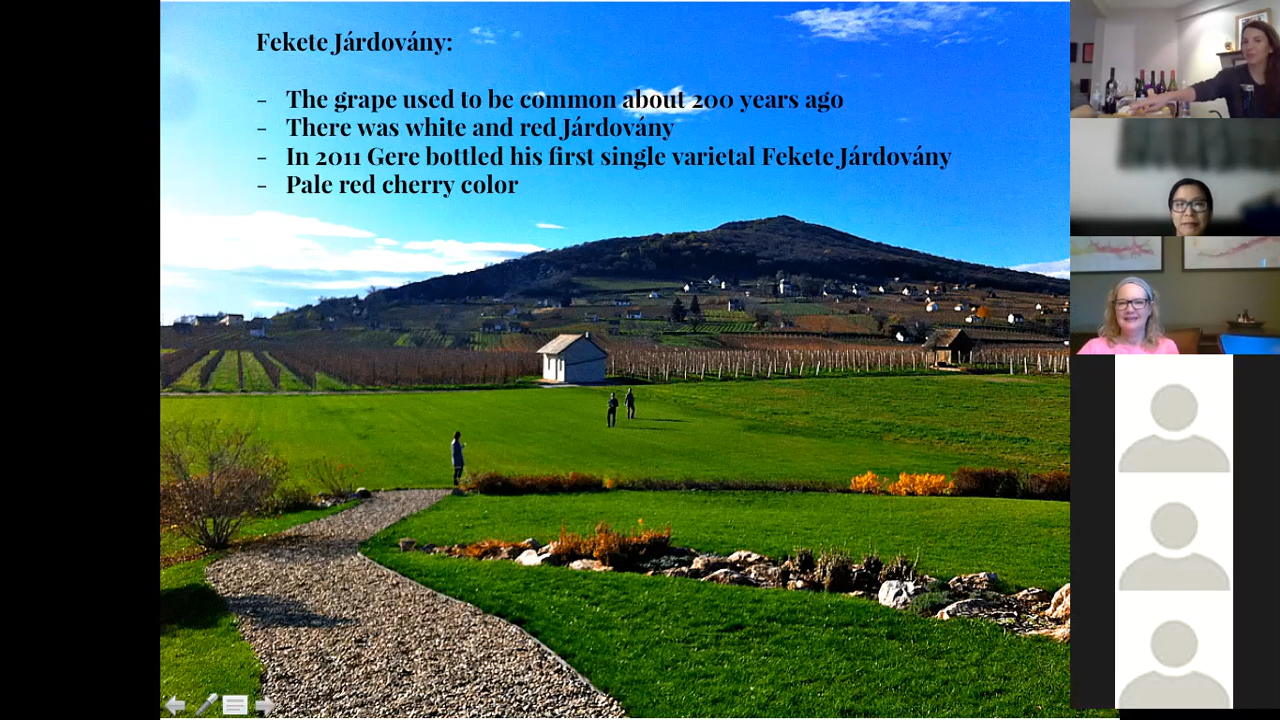 Fekete Járdovány:
- The grape used to be common about 200 years ago
- There was white and red Járdovány
- In 2011 Gere bottled his first single varietal Fekete Járdovány
- Pale red cherry color